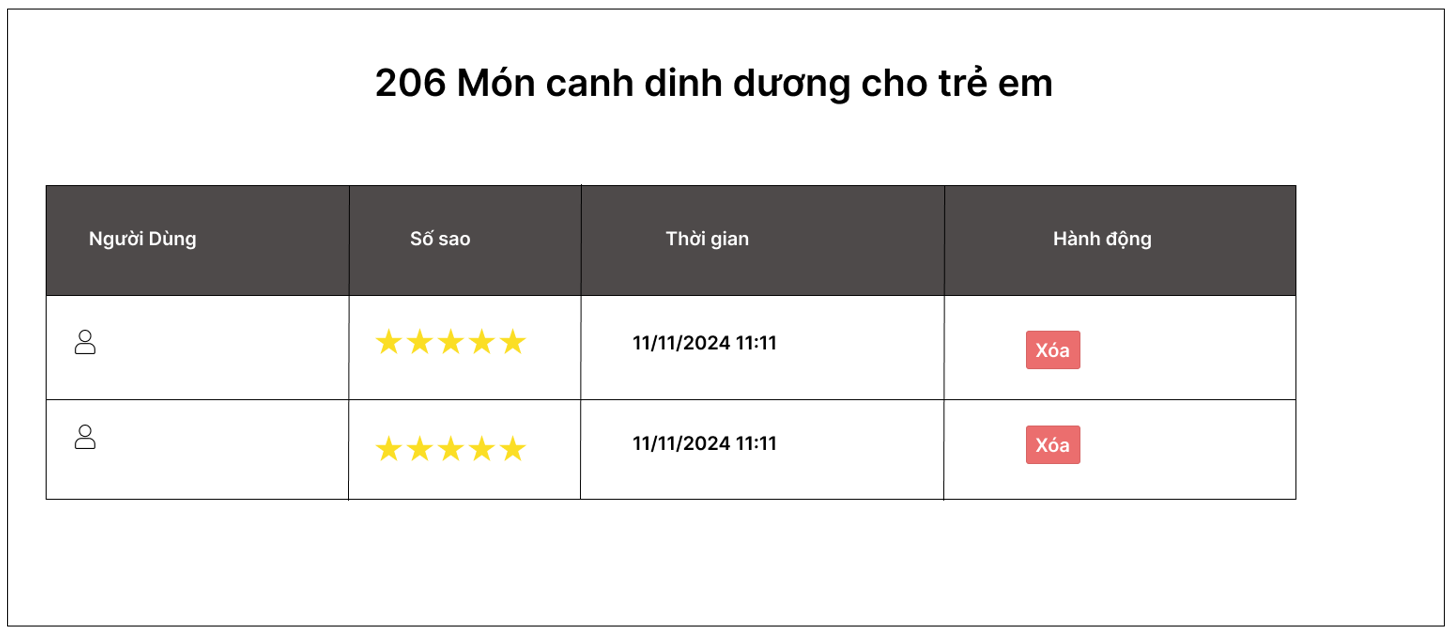 206 Món canh dinh dương cho trẻ em
Người Dùng Số sao Thời gian Hành động
11/11/2024 11:11 Xóa
11/11/2024 11:11 Xóa